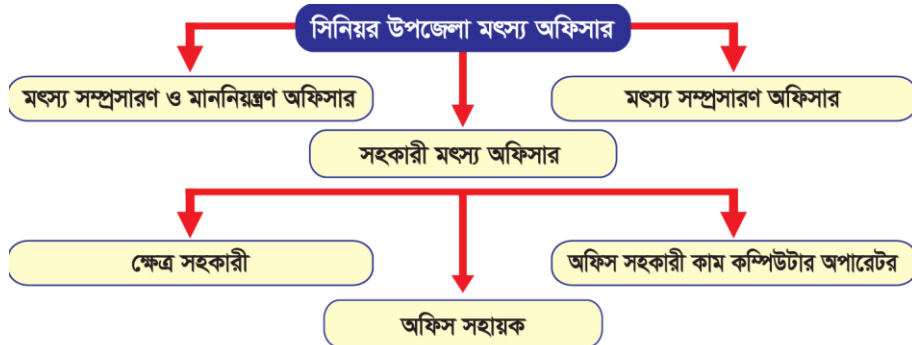 সিনিয়র উপজেলা মৎস্য অফিসার
মৎস্য সম্প্রসারণ ও মাননিয়ন্ত্রণ অফিসার
মৎস্য সম্প্রসারণ অফিসার
সহকারী মৎস্য অফিসার
ক্ষেত্র সহকারী
অফিস সহকারী কাম কম্পিউটার অপারেটর
অফিস সহায়ক